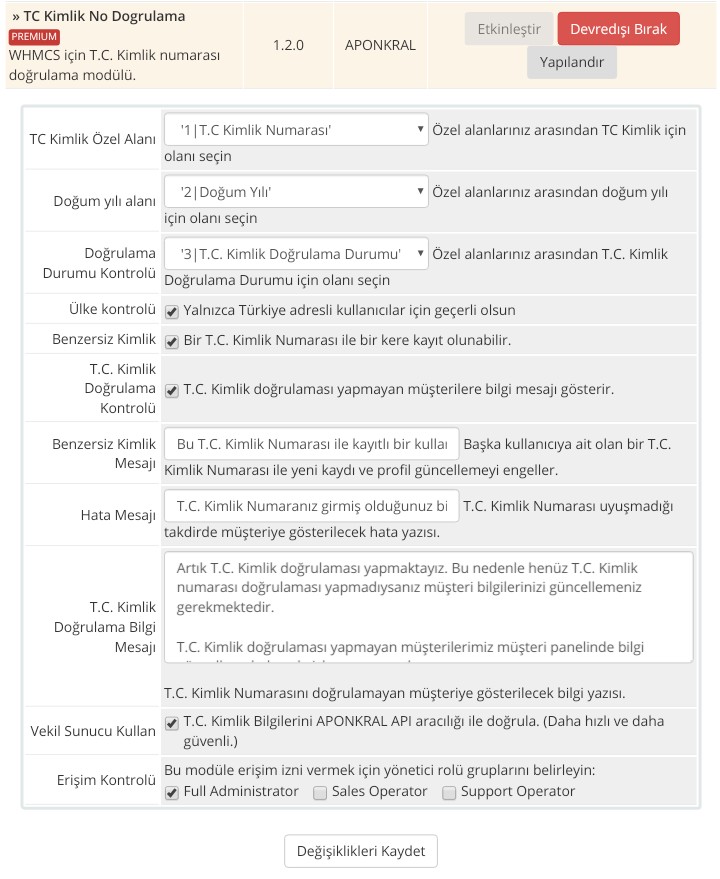 » TC Kimlik No Dogrulama
PREMIUM
WHMCS için T.C. Kimlik numarası
doğrulama modülü.
1.2.0
APONKRAL
Etkinleştir
Devredışı Bırak
Yapılandır
TC Kimlik Özel Alanı
'1|T.C Kimlik Numarası'
Özel alanlarınız arasından TC Kimlik için
olanı seçin
Doğum yılı alanı
'2|Doğum Yılı'
Özel alanlarınız arasından doğum yılı
için olanı seçin
Doğrulama
Durumu Kontrolü
'3|T.C. Kimlik Doğrulama Durumu'
Özel alanlarınız arasından T.C. Kimlik
Doğrulama Durumu için olanı seçin
Ülke kontrolü
Yalnızca Türkiye adresli kullanıcılar için geçerli olsun
Benzersiz Kimlik
Bir T.C. Kimlik Numarası ile bir kere kayıt olunabilir.
T.C. Kimlik
Doğrulama
Kontrolü
T.C. Kimlik doğrulaması yapmayan müşterilere bilgi mesajı gösterir.
Benzersiz Kimlik
Mesajı
Bu T.C. Kimlik Numarası ile kayıtlı bir kullaı
Başka kullanıcıya ait olan bir T.C.
Kimlik Numarası ile yeni kaydı ve profil güncellemeyi engeller.
Hata Mesajı
T.C. Kimlik Numaranız girmiş olduğunuz bi
T.C. Kimlik Numarası uyuşmadığı
takdirde müşteriye gösterilecek hata yazısı.
T.C. Kimlik
Doğrulama Bilgi
Mesajı
Artık T.C. Kimlik doğrulaması yapmaktayız. Bu nedenle henüz T.C. Kimlik
numarası doğrulaması yapmadıysanız müşteri bilgilerinizi güncellemeniz
gerekmektedir.
T.C. Kimlik doğrulaması yapmayan müşterilerimiz müşteri panelinde bilgi
T.C. Kimlik Numarasını doğrulamayan müşteriye gösterilecek bilgi yazısı.
Vekil Sunucu Kullan
T.C. Kimlik Bilgilerini APONKRAL API aracılığı ile doğrula. (Daha hızlı ve daha
güvenli.)
Erişim Kontrolü
Bu modüle erişim izni vermek için yönetici rolü gruplarını belirleyin:
Full Administrator
Sales Operator
Support Operator
Değişiklikleri Kaydet